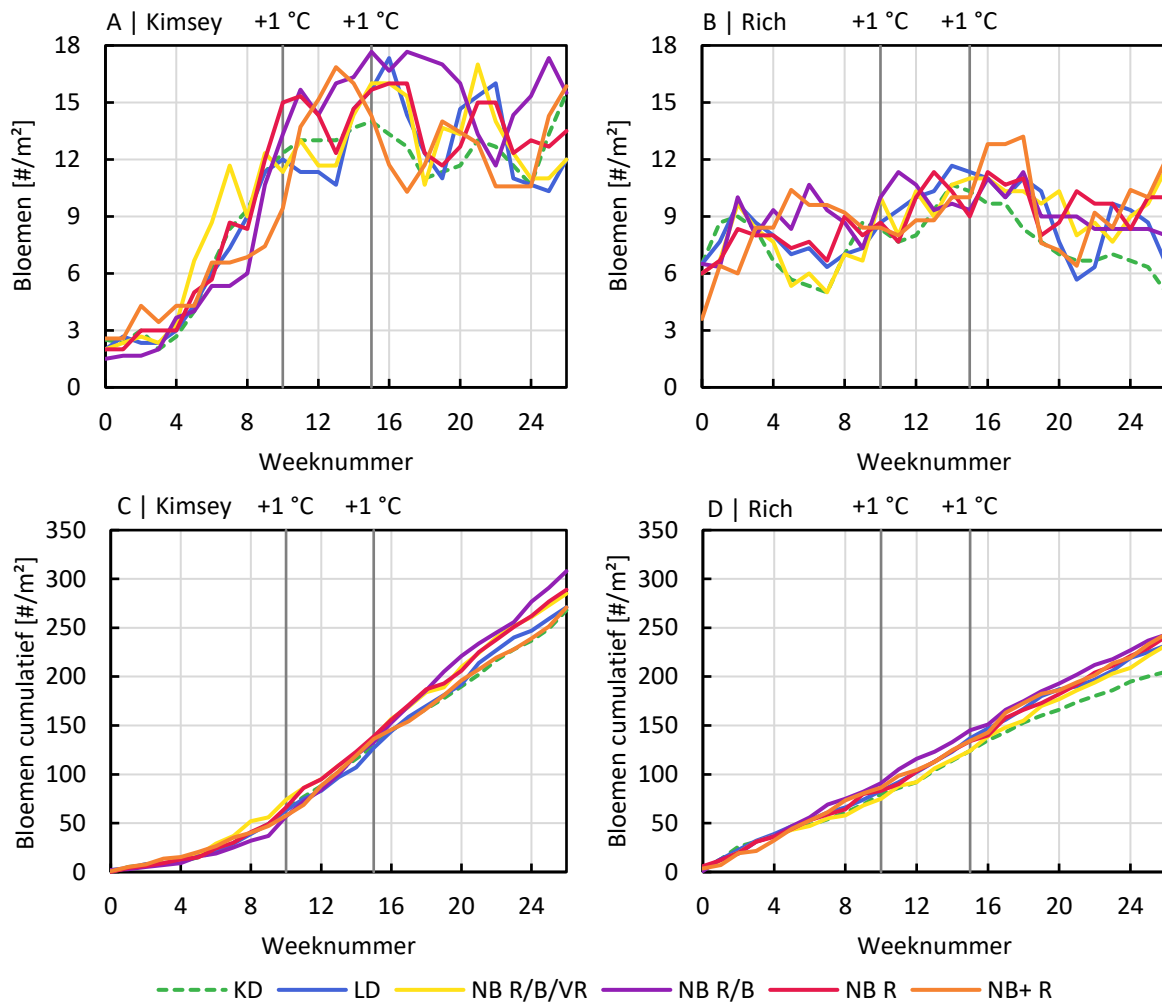 A | Kimsey +1 °C +1 °C
Bloemen [#/m²]
18
15
12
9
6
3
0
0 4 8 12 16 20 24
Weeknummer
B | Rich +1 °C +1 °C
Bloemen [#/m²]
18
15
12
9
6
3
0
0 4 8 12 16 20 24
Weeknummer
C | Kimsey +1 °C +1 °C
Bloemen cumulatief [#/m²]
350
300
250
200
150
100
50
0
0 4 8 12 16 20 24
Weeknummer
D | Rich +1 °C +1 °C
Bloemen cumulatief [#/m²]
350
300
250
200
150
100
50
0
0 4 8 12 16 20 24
Weeknummer
KD LD NB R/B/VR NB R/B NB R NB+ R